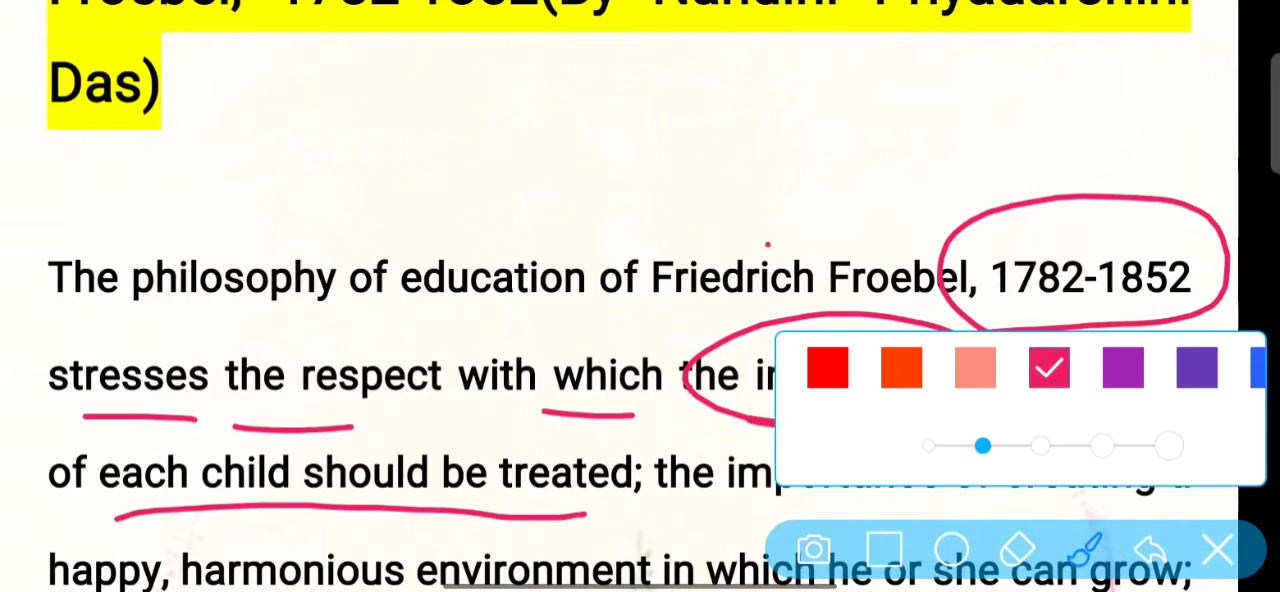 Das)
The philosophy of education of Friedrich Froebel, 1782-1852
stresses the respect with which the
of each child should be treated; the
happy, harmonious environment in which he or she can grow;